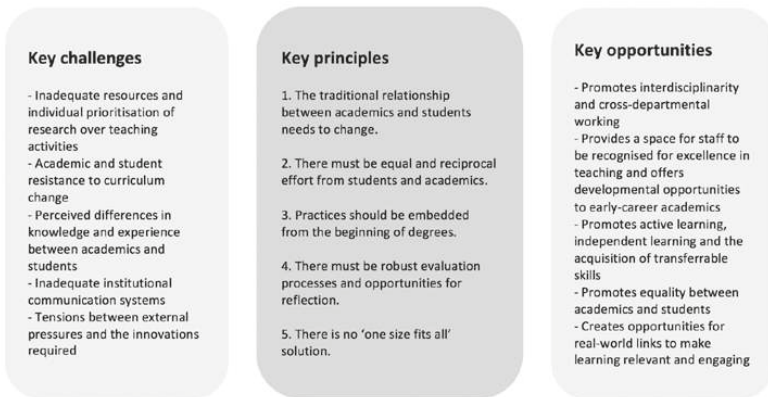 Key challenges
- Inadequate resources and
individual prioritisation of
research over teaching
activities
- Academic and student
resistance to curriculum
change
- Perceived differences in
knowledge and experience
between academics and
students
- Inadequate institutional
communication systems
- Tensions between external
pressures and the innovations
required
Key principles
1. The traditional relationship
between academics and students
needs to change.
2. There must be equal and reciprocal
effort from students and academics.
3. Practices should be embedded
from the beginning of degrees.
4. There must be robust evaluation
processes and opportunities for
reflection.
5. There is no 'one size fits all'
solution.
Key opportunities
- Promotes interdisciplinarity
and cross-departmental
working
- Provides a space for staff to
be recognised for excellence in
teaching and offers
developmental opportunities
to early-career academics
- Promotes active learning,
independent learning and the
acquisition of transferrable
skills
- Promotes equality between
academics and students
- Creates opportunities for
real-world links to make
learning relevant and engaging